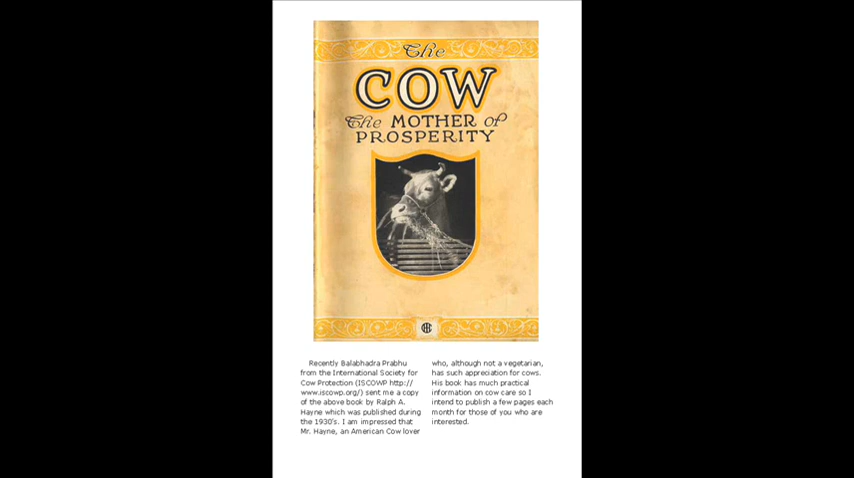 The
COW
The MOTHER of
PROSPERITY
Recently Balabhadra Prabhu
from the International Society for
Cow Protection (ISCOWP http://
www.iscowp.org/) sent me a copy
of the above book by Ralph A.
Hayne which was published during
the 1930's. I am impressed that
Mr. Hayne, an American Cow lover
who, although not a vegetarian,
has such appreciation for cows.
His book has much practical
information on cow care so I
intend to publish a few pages each
month for those of you who are
interested.